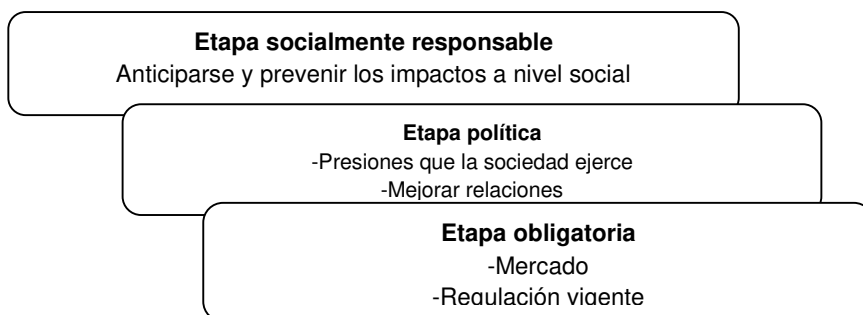 Etapa socialmente responsable
Anticiparse y prevenir los impactos a nivel social
Etapa política
-Presiones que la sociedad ejerce
-Mejorar relaciones
Etapa obligatoria
-Mercado
-Regulación vigente